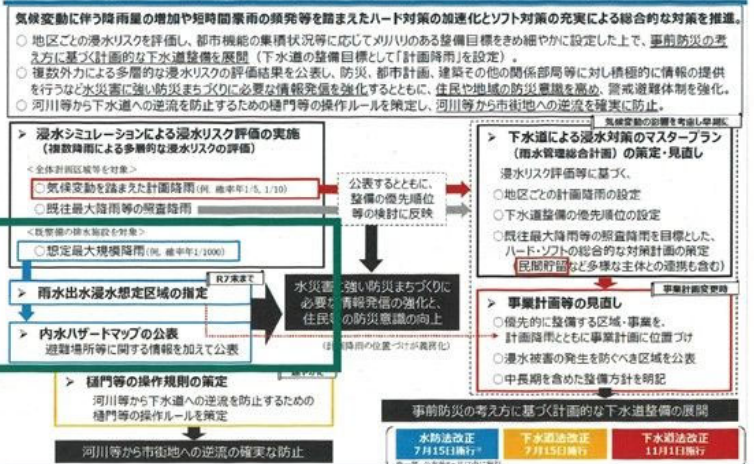 気候変動に伴う降雨量の増加や短時間豪雨の頻発等を踏まえたハード対策の加速化とソフト対策の充実による総合的な対策を推進。
○ 地区ごとの浸水リスクを評価し、都市機能の集積状況等に応じてメリハリのある整備目標をきめ細やかに設定した上で、事前防災の考
え方に基づく計画的な下水道整備を展開（下水道の整備目標として「計画降雨」を設定）。
○ 複数外力による多層的な浸水リスクの評価結果を公表し、防災、都市計画、建築その他の関係部局等に対し積極的に情報の提供
を行うなど水災害に強い防災まちづくりに必要な情報発信を強化するとともに、住民や地域の防災意識を高め、警戒避難体制を強化。
○ 河川等から下水道への逆流を防止するための樋門等の操作ルールを策定し、河川等から市街地への逆流を確実に防止。
➤ 浸水シミュレーションによる浸水リスク評価の実施
（複数降雨による多層的な浸水リスクの評価）
＜全体計画区域等を対象＞
○気候変動を踏まえた計画降雨(例. 確率年1/5, 1/10)
○既往最大降雨等の照査降雨
＜既整備の排水施設を対象＞
○想定最大規模降雨(例. 確率年1/1000)
➤ 雨水出水浸水想定区域の指定
R7末まで
➤ 内水ハザードマップの公表
避難場所等に関する情報を加えて公表
➤ 樋門等の操作規則の策定
河川等から下水道への逆流を防止するための
樋門等の操作ルールを策定
河川等から市街地への逆流の確実な防止
公表するとともに、
整備の優先順位
等の検討に反映
水災害に強い防災まちづくりに
必要な情報発信の強化と、
住民等の防災意識の向上
(計画降雨の位置づけが義務化)
気候変動の影響を考慮し早期に
➤ 下水道による浸水対策のマスタープラン
（雨水管理総合計画）の策定・見直し
浸水リスク評価等に基づく、
○地区ごとの計画降雨の設定
○下水道整備の優先順位の設定
○既往最大降雨等の照査降雨を目標とした、
ハード・ソフトの総合的な対策計画の策定
（民間貯留など多様な主体との連携も含む）
事業計画変更時
➤ 事業計画等の見直し
○優先的に整備する区域・事業を、
計画降雨とともに事業計画に位置づけ
○浸水被害の発生を防ぐべき区域を公表
○中長期を含めた整備方針を明記
事前防災の考え方に基づく計画的な下水道整備の展開
水防法改正
7月15日施行※
下水道法改正
7月15日施行
下水道法改正
11月1日施行